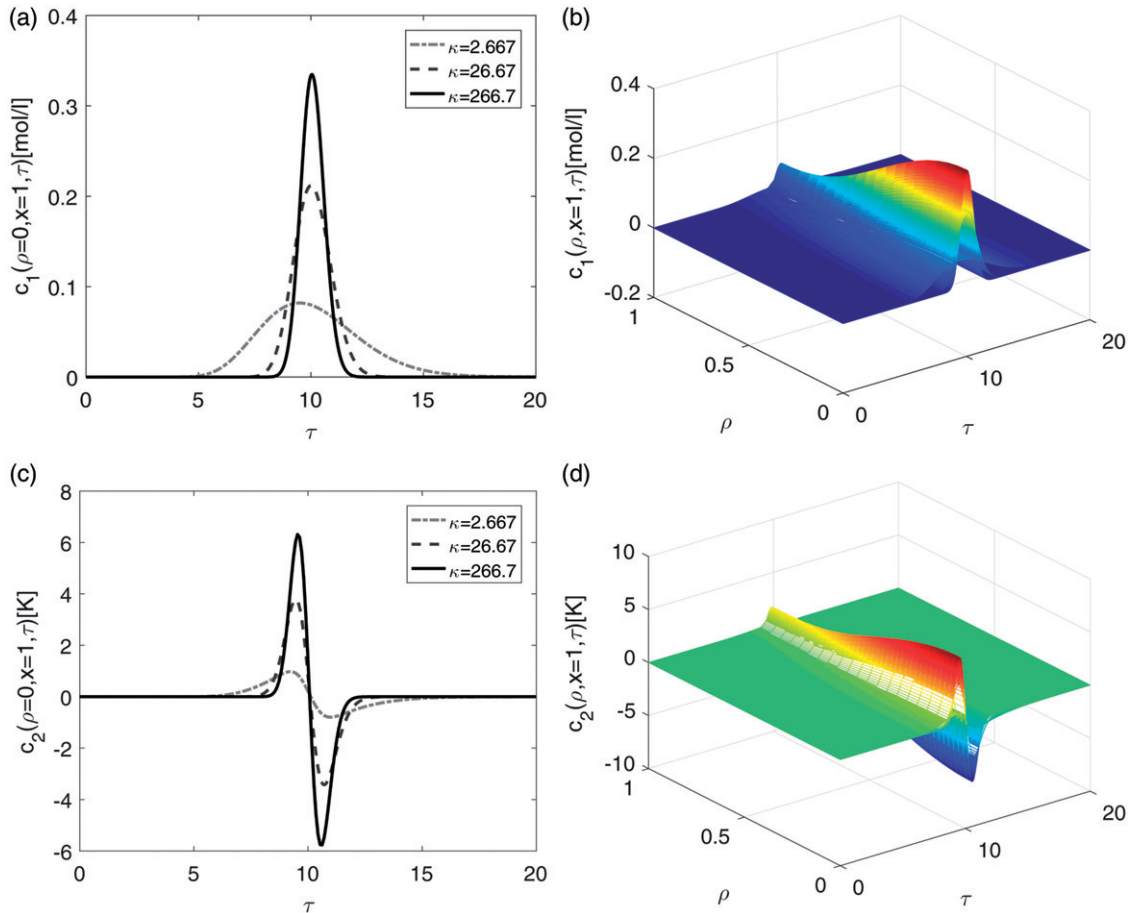 (a)
0.4
0.3
0.2
0.1
0
c₁(ρ=0,x=1,τ)[mol/l]
κ=2.667
κ=26.67
κ=266.7
0 5 10 15 20
τ
(b)
0.4
0.2
0
-0.2
c₁(ρ,x=1,τ)[mol/l]
1
0.5
0
ρ
0
10
20
τ
(c)
8
6
4
2
0
-2
-4
-6
c₂(ρ=0,x=1,τ)[K]
κ=2.667
κ=26.67
κ=266.7
0 5 10 15 20
τ
(d)
10
5
0
-5
-10
c₂(ρ,x=1,τ)[K]
1
0.5
0
ρ
0
10
20
τ